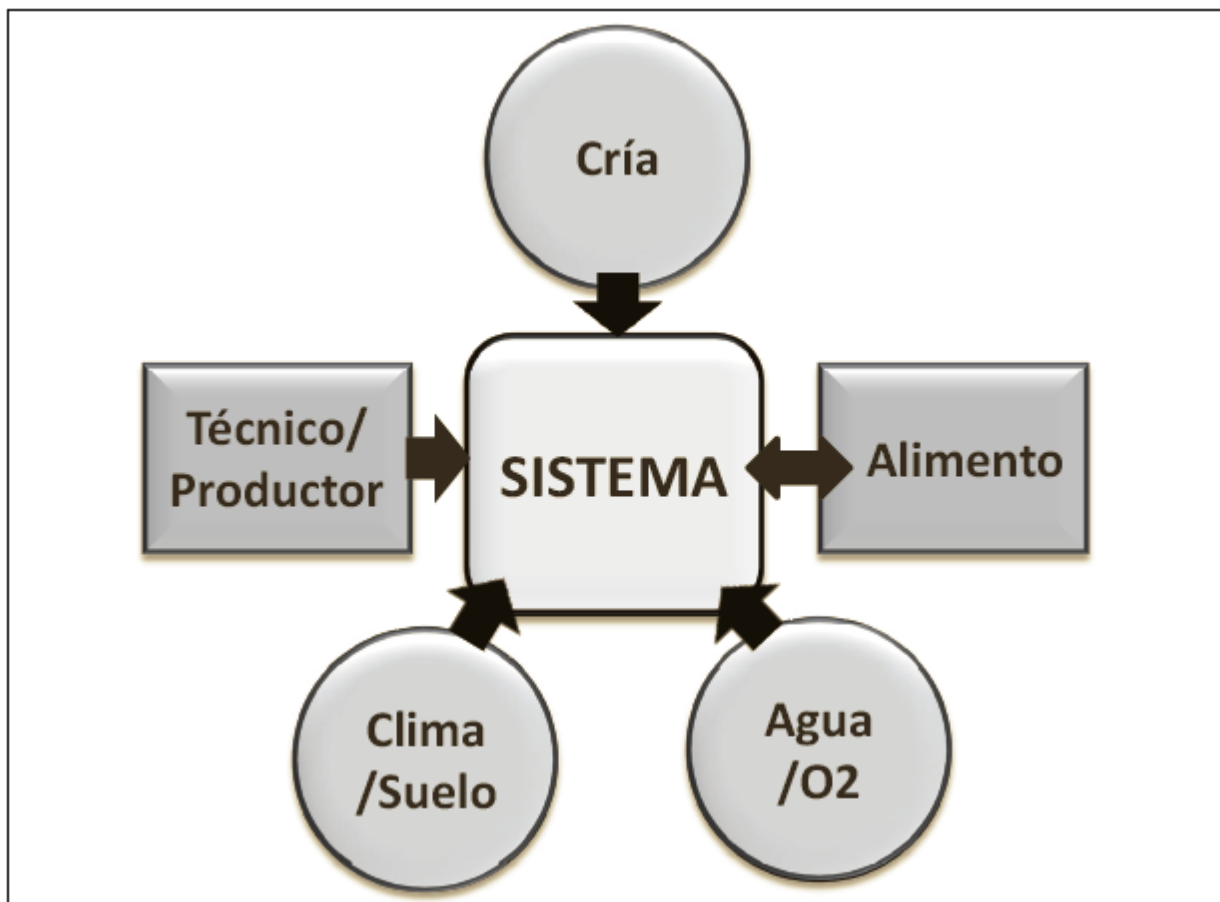 Cría
Técnico/
Productor
SISTEMA
Alimento
Clima
/Suelo
Agua
/O2